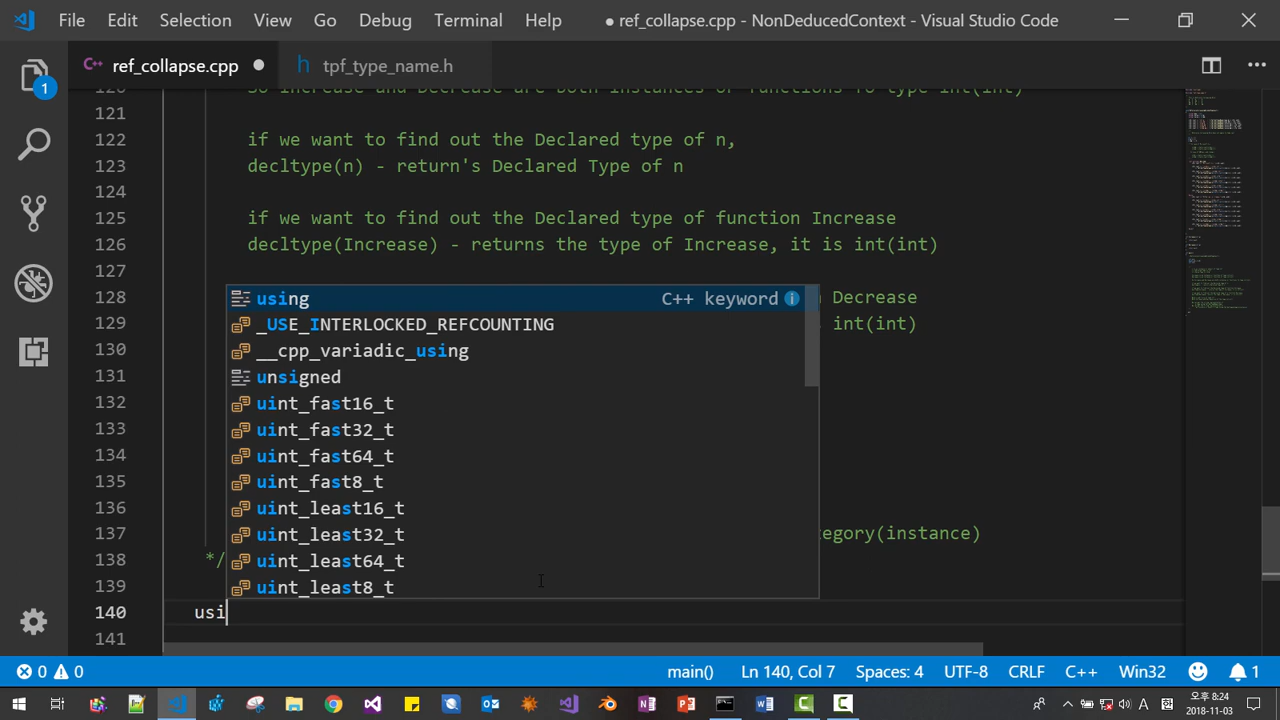 File Edit Selection View Go Debug Terminal Help
● ref_collapse.cpp - NonDeducedContext - Visual Studio Code
C++ ref_collapse.cpp ●
h tpf_type_name.h
1
120 So Increase and Decrease are both instances of functions To type int(int)
121
122 if we want to find out the Declared type of n,
123 decltype(n) - return's Declared Type of n
124
125 if we want to find out the Declared type of function Increase
126 decltype(Increase) - returns the type of Increase, it is int(int)
127
128 Decrease
129 int(int)
130
131
132
133
134
135
136
137 tegory(instance)
138 */
139
140 usi
141
using C++ keyword
_USE_INTERLOCKED_REFCOUNTING
__cpp_variadic_using
unsigned
uint_fast16_t
uint_fast32_t
uint_fast64_t
uint_fast8_t
uint_least16_t
uint_least32_t
uint_least64_t
uint_least8_t
0 0 main() Ln 140, Col 7 Spaces: 4 UTF-8 CRLF C++ Win32 1
A 오후 8:24
2018-11-03